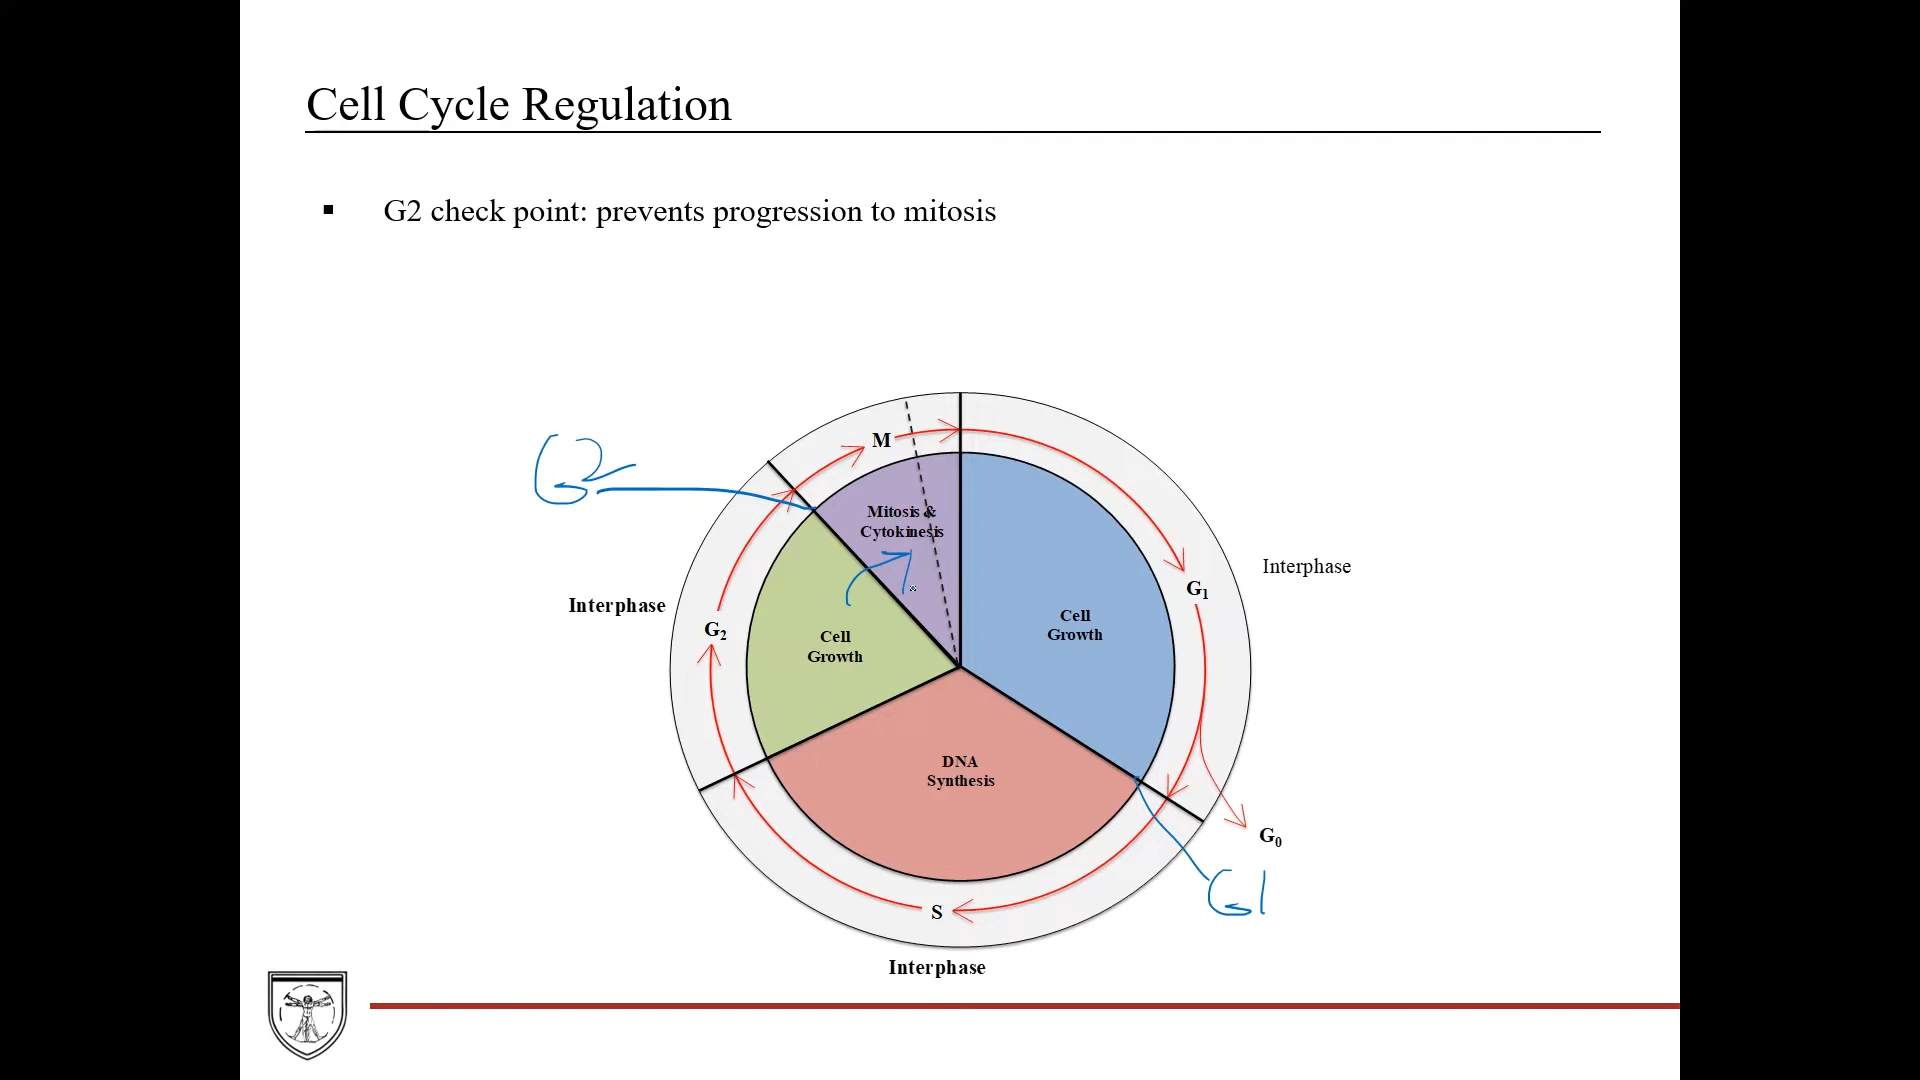 Cell Cycle Regulation
▪ G2 check point: prevents progression to mitosis
M
G2
Mitosis &
Cytokinesis
Interphase
G₁
Interphase
Cell
Growth
G₂
Cell
Growth
DNA
Synthesis
G₀
G1
S
Interphase